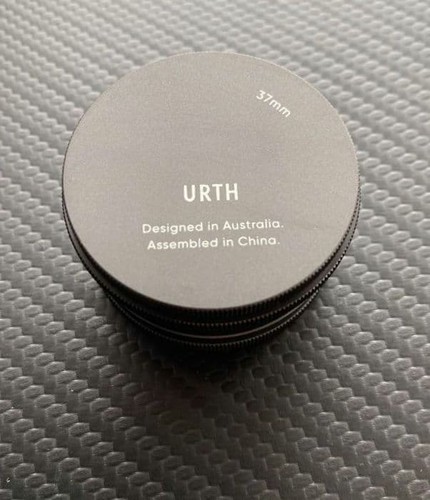 37mm
URTH
Designed in Australia.
Assembled in China.